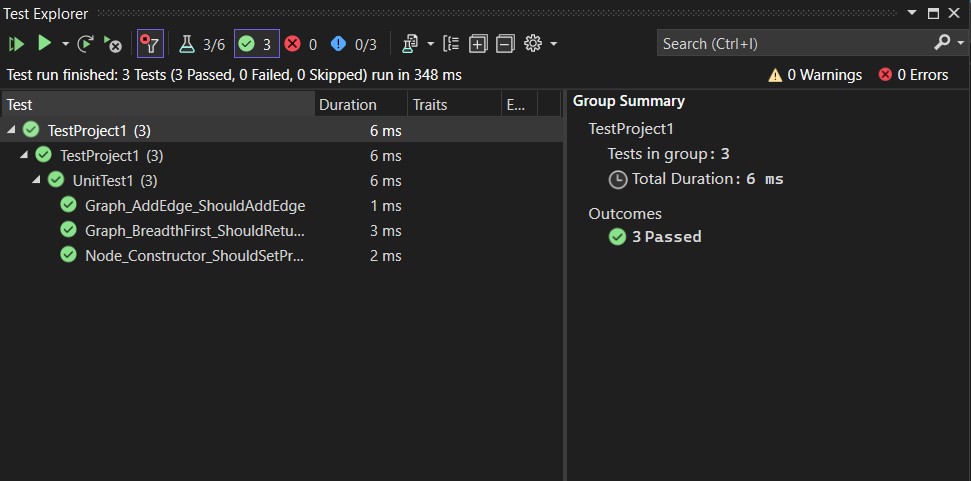 Test Explorer
3/6 3 0 0/3 Search (Ctrl+I)
Test run finished: 3 Tests (3 Passed, 0 Failed, 0 Skipped) run in 348 ms 0 Warnings 0 Errors
Test Duration Traits E...
TestProject1 (3) 6 ms
TestProject1 (3) 6 ms
UnitTest1 (3) 6 ms
Graph_AddEdge_ShouldAddEdge 1 ms
Graph_BreadthFirst_ShouldRetu... 3 ms
Node_Constructor_ShouldSetPr... 2 ms
Group Summary
TestProject1
Tests in group: 3
Total Duration: 6 ms
Outcomes
3 Passed